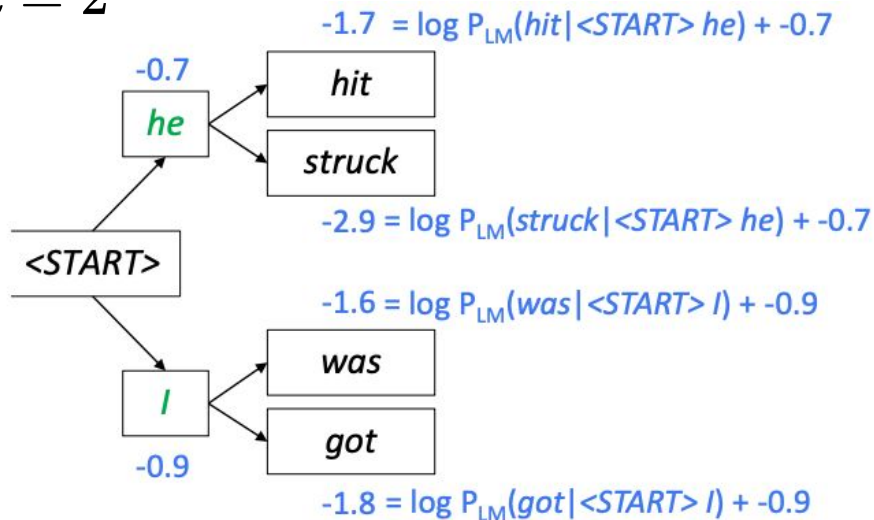 = 2
-1.7 = log P_LM(hit|<START> he) + -0.7
-0.7
hit
he
struck
-2.9 = log P_LM(struck|<START> he) + -0.7
<START>
-1.6 = log P_LM(was|<START> I) + -0.9
was
I
got
-0.9
-1.8 = log P_LM(got|<START> I) + -0.9